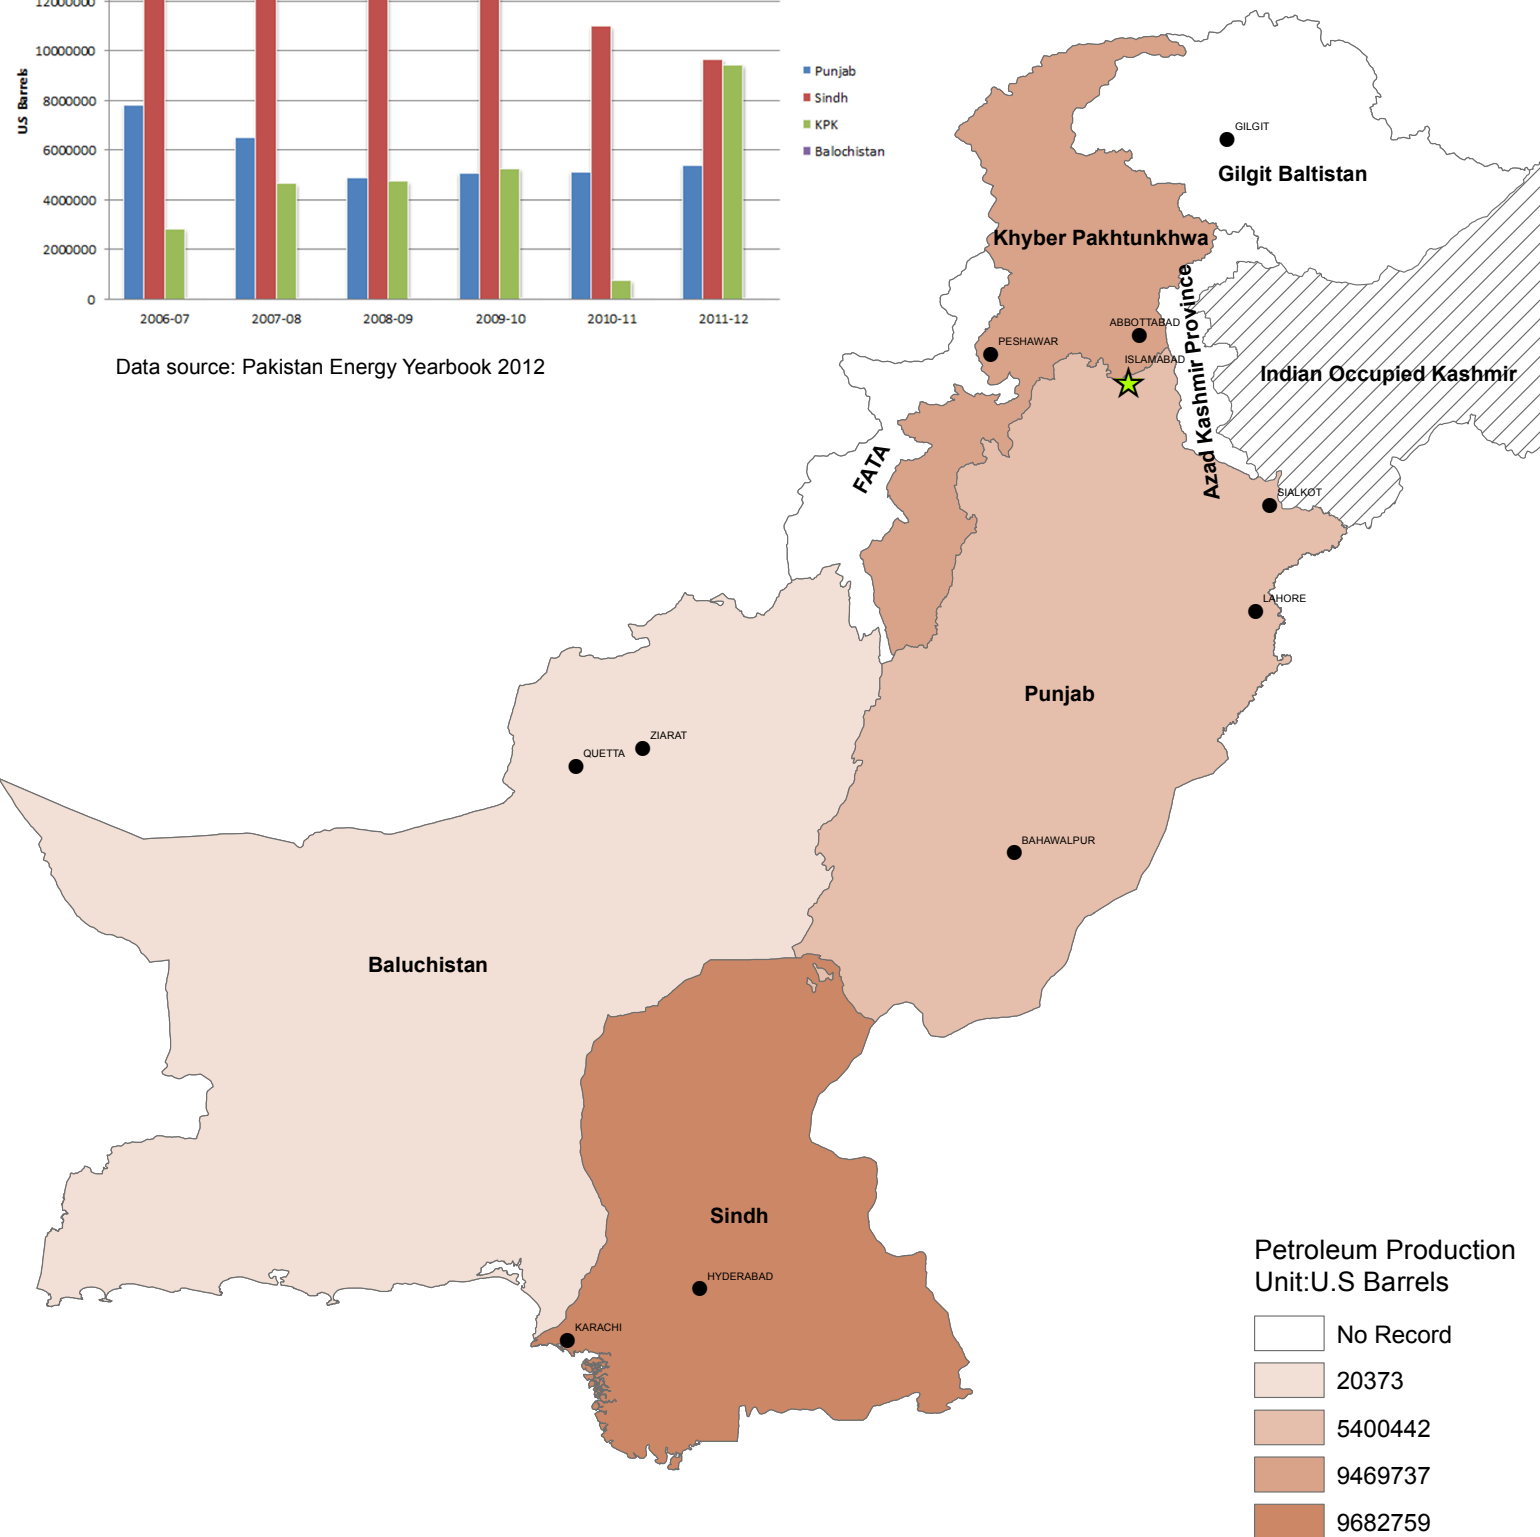 12000000
10000000
8000000
6000000
4000000
2000000
0
U.S Barrels
2006-07
2007-08
2008-09
2009-10
2010-11
2011-12
Punjab
Sindh
KPK
Balochistan
Data source: Pakistan Energy Yearbook 2012
GILGIT
Gilgit Baltistan
Khyber Pakhtunkhwa
Azad Kashmir Province
ABBOTTABAD
PESHAWAR
ISLAMABAD
Indian Occupied Kashmir
FATA
SIALKOT
LAHORE
Punjab
ZIARAT
QUETTA
BAHAWALPUR
Baluchistan
Sindh
HYDERABAD
KARACHI
Petroleum Production
Unit:U.S Barrels
No Record
20373
5400442
9469737
9682759